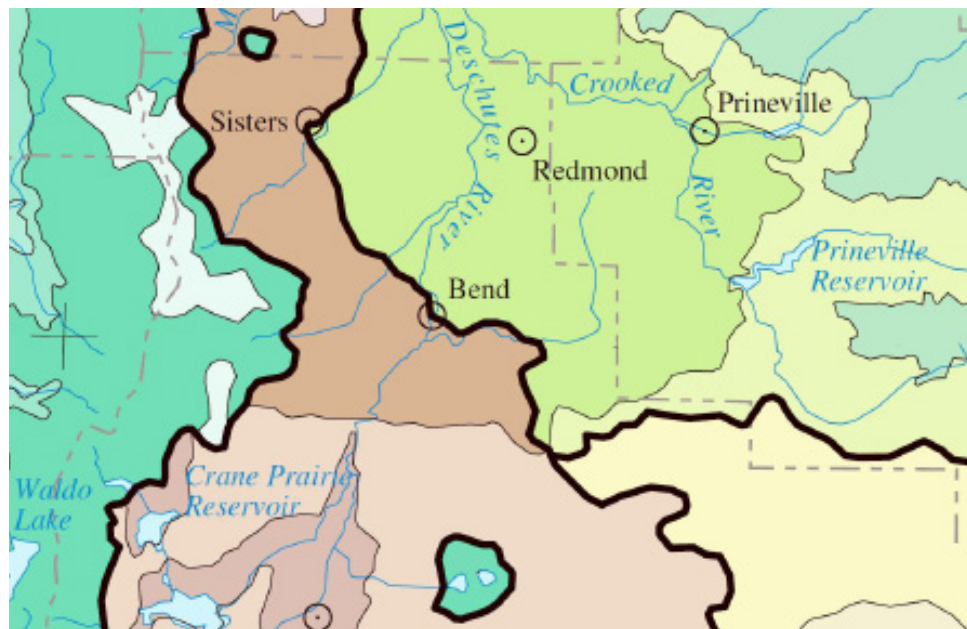 W
Deschutes
River
Crooked
River
Prineville
Sisters
Redmond
Prineville
Reservoir
Bend
Crane Prairie
Reservoir
Waldo
Lake